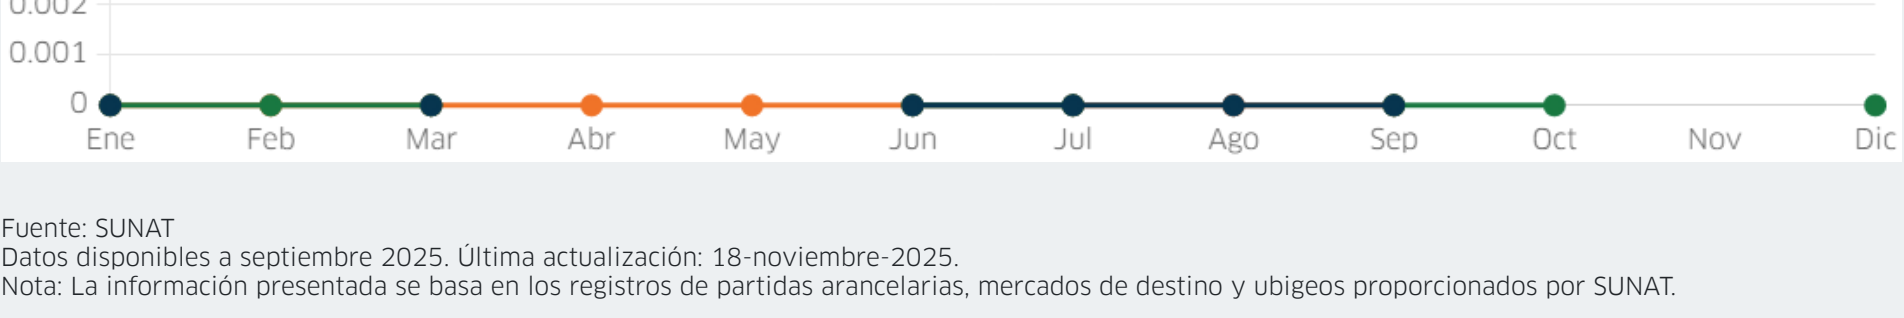 0.002
0.001
0
Ene Feb Mar Abr May Jun Jul Ago Sep Oct Nov Dic
Fuente: SUNAT
Datos disponibles a septiembre 2025. Última actualización: 18-noviembre-2025.
Nota: La información presentada se basa en los registros de partidas arancelarias, mercados de destino y ubigeos proporcionados por SUNAT.